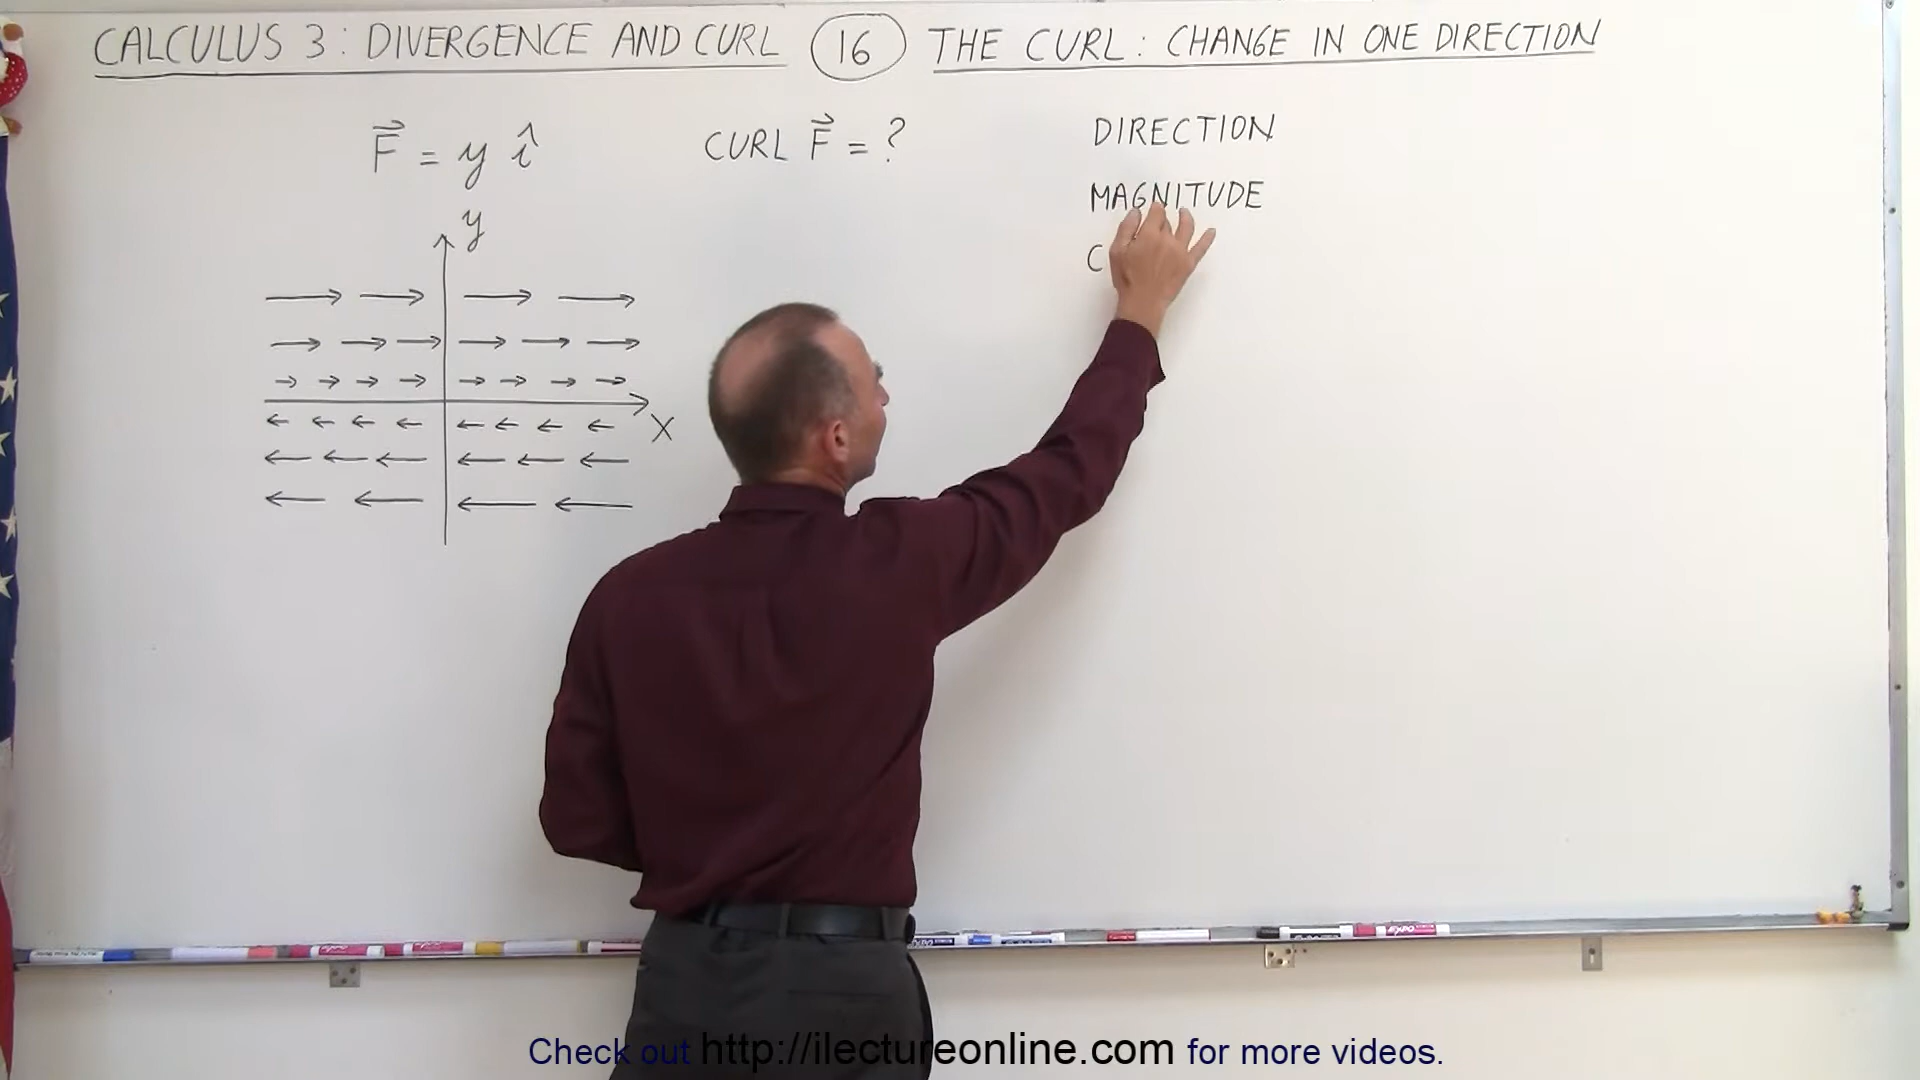 CALCULUS 3: DIVERGENCE AND CURL 16 THE CURL: CHANGE IN ONE DIRECTION
F⃗ = y î
CURL F⃗ = ?
DIRECTION
MAGNITUDE
C
y
X
Check out http://ilectureonline.com for more videos.